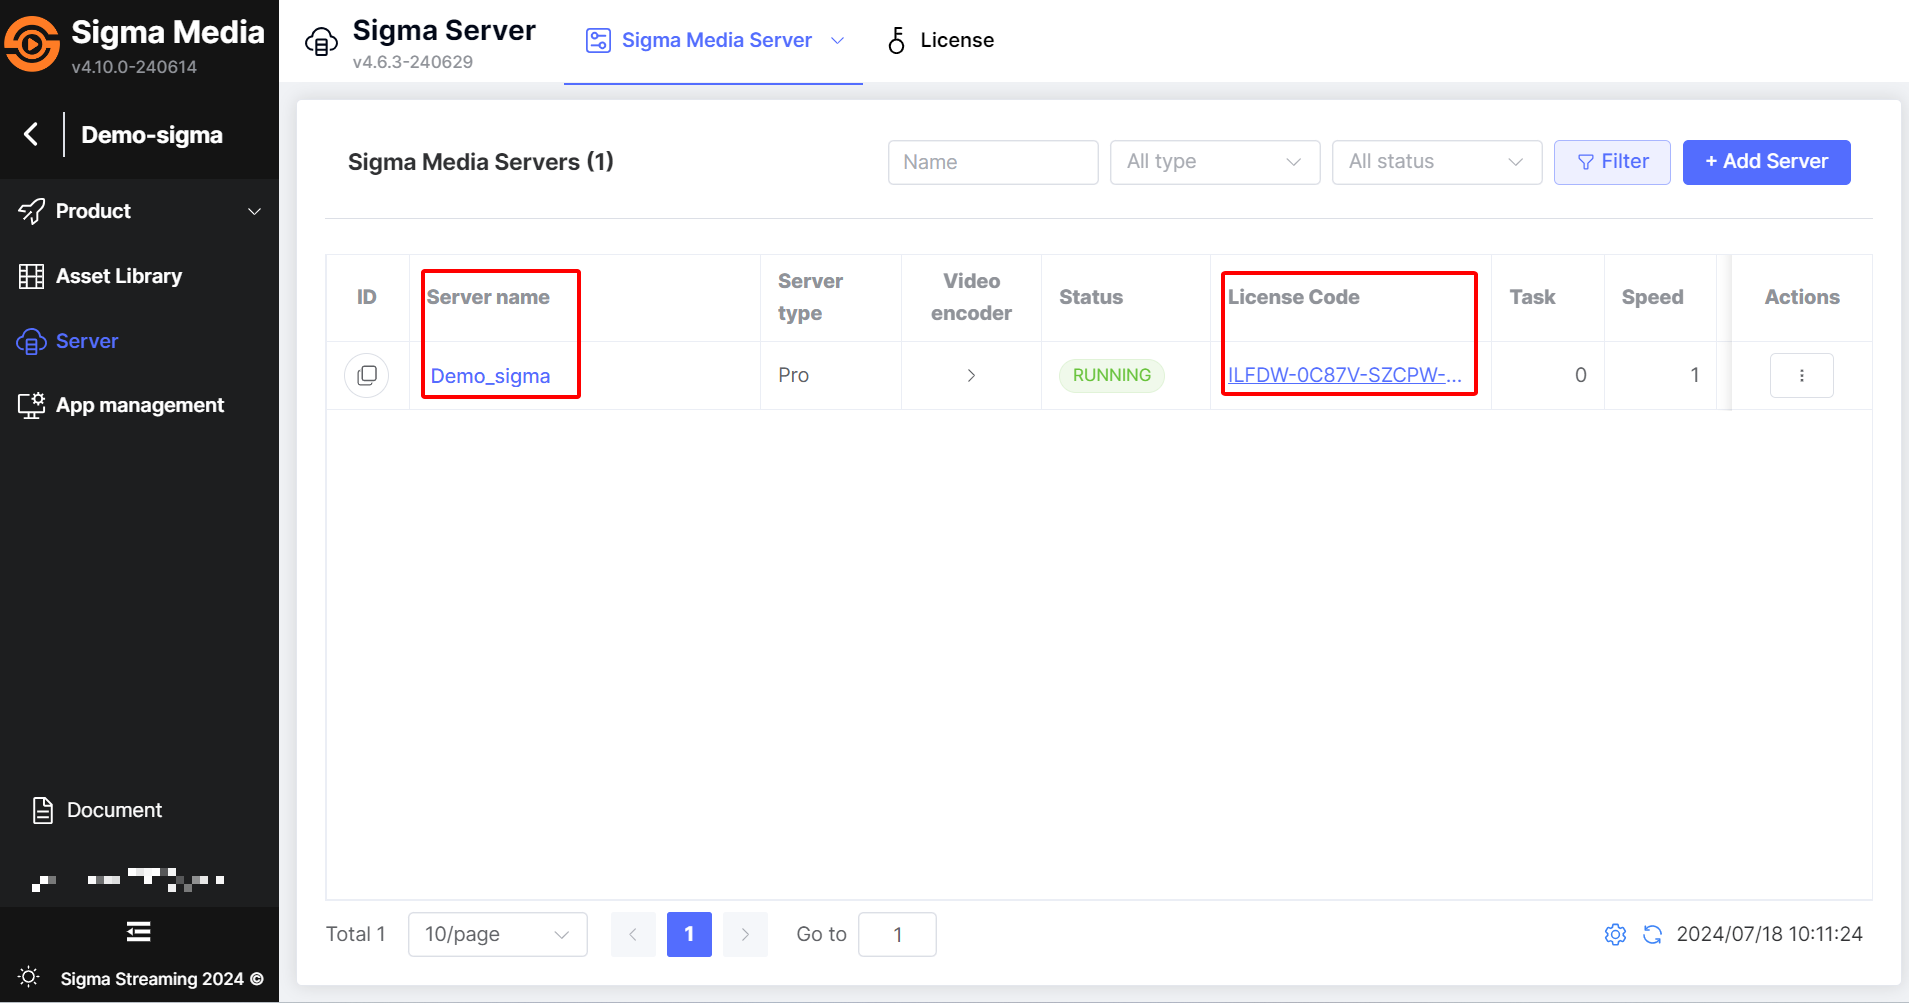 Sigma Media
v4.10.0-240614
Demo-sigma
Product
Asset Library
Server
App management
Document
Sigma Streaming 2024 ©
Sigma Server
v4.6.3-240629
Sigma Media Server
License
Sigma Media Servers (1)
Name
All type
All status
Filter
+ Add Server
ID
Server name
Server type
Video encoder
Status
License Code
Task
Speed
Actions
Demo_sigma
Pro
RUNNING
ILFDW-0C87V-SZCPW-...
0
1
Total 1
10/page
1
Go to
1
2024/07/18 10:11:24